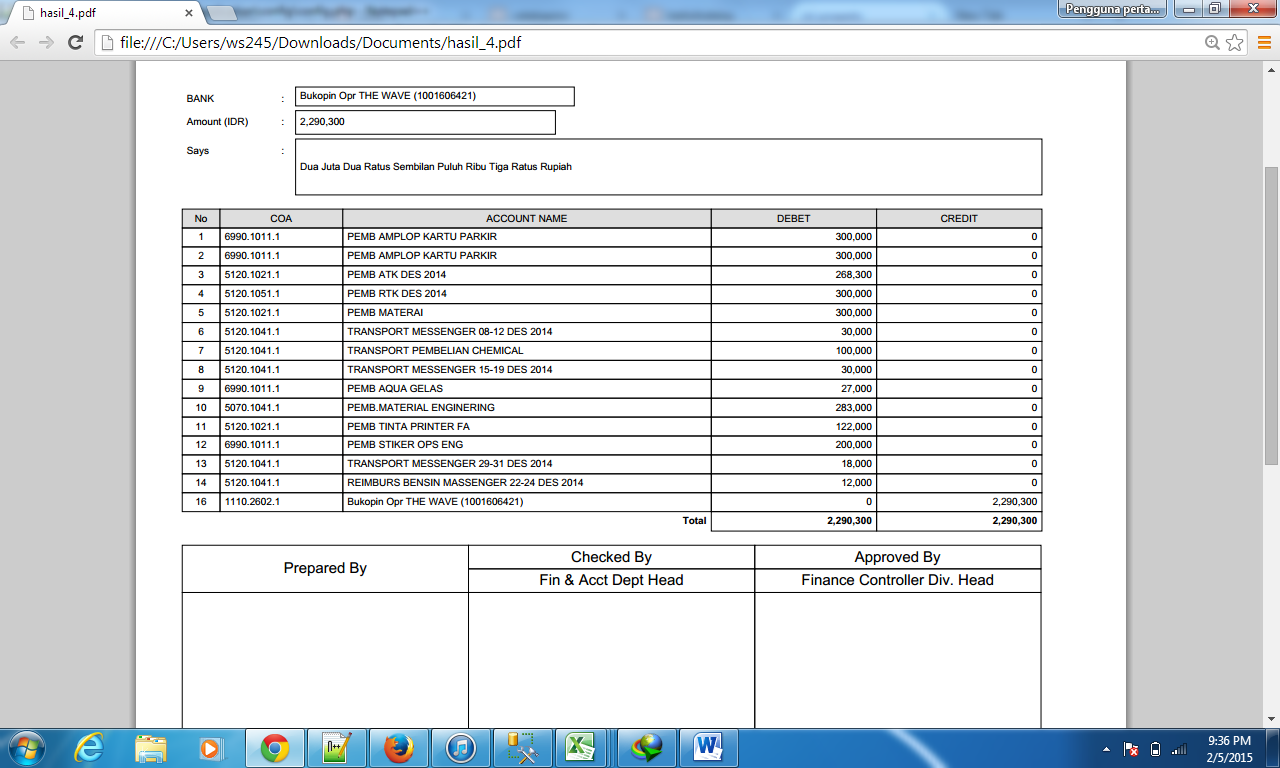 hasil_4.pdf
Pengguna perta...
file:///C:/Users/ws245/Downloads/Documents/hasil_4.pdf
BANK : Bukopin Opr THE WAVE (1001606421)
Amount (IDR) : 2,290,300
Says : Dua Juta Dua Ratus Sembilan Puluh Ribu Tiga Ratus Rupiah
No COA ACCOUNT NAME DEBET CREDIT
1 6990.1011.1 PEMB AMPLOP KARTU PARKIR 300,000 0
2 6990.1011.1 PEMB AMPLOP KARTU PARKIR 300,000 0
3 5120.1021.1 PEMB ATK DES 2014 268,300 0
4 5120.1051.1 PEMB RTK DES 2014 300,000 0
5 5120.1021.1 PEMB MATERAI 300,000 0
6 5120.1041.1 TRANSPORT MESSENGER 08-12 DES 2014 30,000 0
7 5120.1041.1 TRANSPORT PEMBELIAN CHEMICAL 100,000 0
8 5120.1041.1 TRANSPORT MESSENGER 15-19 DES 2014 30,000 0
9 6990.1011.1 PEMB AQUA GELAS 27,000 0
10 5070.1041.1 PEMB.MATERIAL ENGINERING 283,000 0
11 5120.1021.1 PEMB TINTA PRINTER FA 122,000 0
12 6990.1011.1 PEMB STIKER OPS ENG 200,000 0
13 5120.1041.1 TRANSPORT MESSENGER 29-31 DES 2014 18,000 0
14 5120.1041.1 REIMBURS BENSIN MASSENGER 22-24 DES 2014 12,000 0
16 1110.2602.1 Bukopin Opr THE WAVE (1001606421) 0 2,290,300
Total 2,290,300 2,290,300
Prepared By Checked By Approved By
Fin & Acct Dept Head Finance Controller Div. Head
9:36 PM
2/5/2015